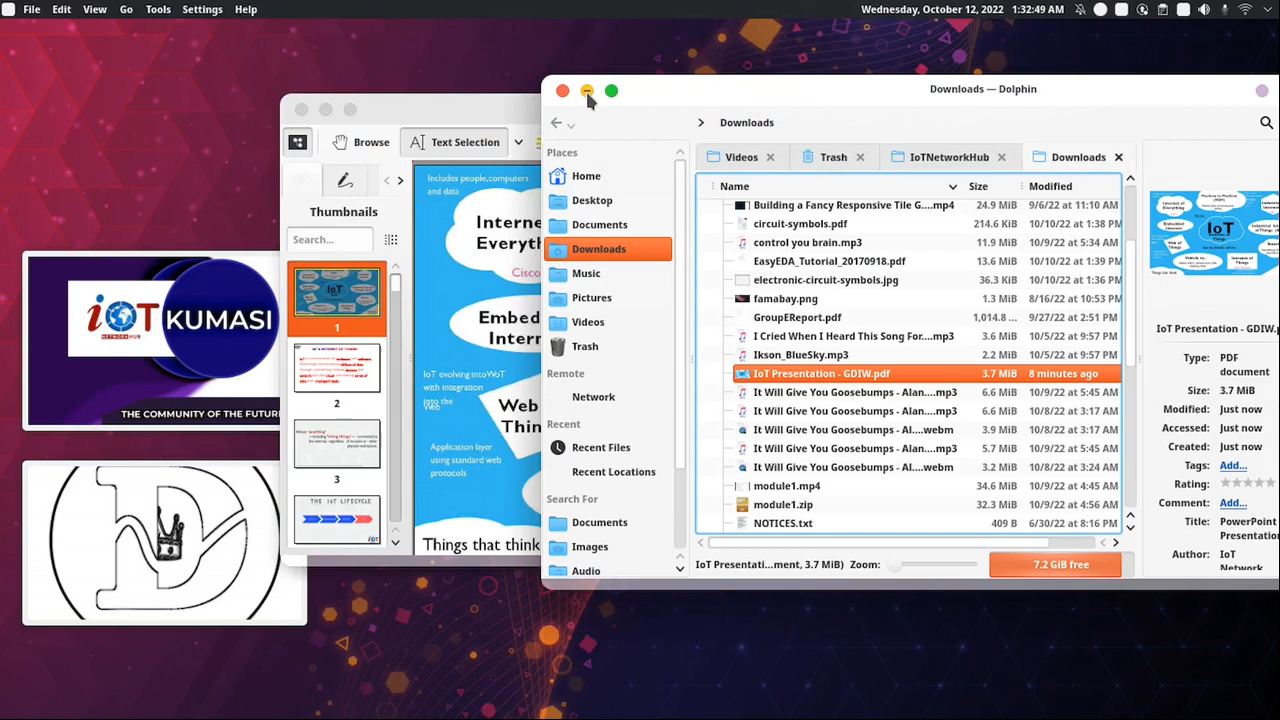 File Edit View Go Tools Settings Help
Wednesday, October 12, 2022 1:32:49 AM
iOT
NETWORKHUB
KUMASI
THE COMMUNITY OF THE FUTUR
Browse
Text Selection
Thumbnails
Search...
1
2
3
THE IoT LIFECYCLE
Includes people,computers
and data
Interne
Everyth
Cisco
Embed
Intern
IoT evolving intoWoT
with integration
into the
Web
Web
Thin
Application layer
using standard web
protocols
Things that think
Downloads — Dolphin
Downloads
Places
Home
Desktop
Documents
Downloads
Music
Pictures
Videos
Trash
Remote
Network
Recent
Recent Files
Recent Locations
Search For
Documents
Images
Audio
Videos
Trash
IoTNetworkHub
Downloads
Name Size Modified
Building a Fancy Responsive Tile G....mp4 24.9 MiB 9/6/22 at 11:10 AM
circuit-symbols.pdf 214.6 KiB 10/10/22 at 1:38 PM
control you brain.mp3 11.9 MiB 10/9/22 at 5:34 AM
EasyEDA_Tutorial_20170918.pdf 13.6 MiB 10/10/22 at 1:39 PM
electronic-circuit-symbols.jpg 36.3 KiB 10/10/22 at 1:34 PM
famabay.png 1.3 MiB 8/16/22 at 10:53 PM
GroupEReport.pdf 1,014.8 ... 9/27/22 at 2:51 PM
I Cried When I Heard This Song For....mp3 3.6 MiB 10/5/22 at 9:57 PM
Ikson_BlueSky.mp3 2.2 MiB 10/5/22 at 9:57 PM
IoT Presentation - GDIW.pdf 3.7 MiB 8 minutes ago
It Will Give You Goosebumps - Alan....mp3 6.6 MiB 10/9/22 at 5:45 AM
It Will Give You Goosebumps - Alan....mp3 6.6 MiB 10/8/22 at 3:17 AM
It Will Give You Goosebumps - Al....webm 3.9 MiB 10/8/22 at 3:17 AM
It Will Give You Goosebumps - Alan....mp3 5.7 MiB 10/9/22 at 5:45 AM
It Will Give You Goosebumps - Al....webm 3.2 MiB 10/8/22 at 3:24 AM
module1.mp4 34.6 MiB 10/9/22 at 4:45 AM
module1.zip 32.3 MiB 10/9/22 at 4:56 AM
NOTICES.txt 409 B 6/30/22 at 8:16 PM
IoT Presentati...ment, 3.7 MiB) Zoom:
7.2 GiB free
IoT
IoT Presentation - GDIW.p
Type: PDF
document
Size: 3.7 MiB
Modified: Just now
Accessed: Just now
Created: Just now
Tags: Add...
Rating:
Comment: Add...
Title: PowerPoint
Presentation
Author: IoT
Network